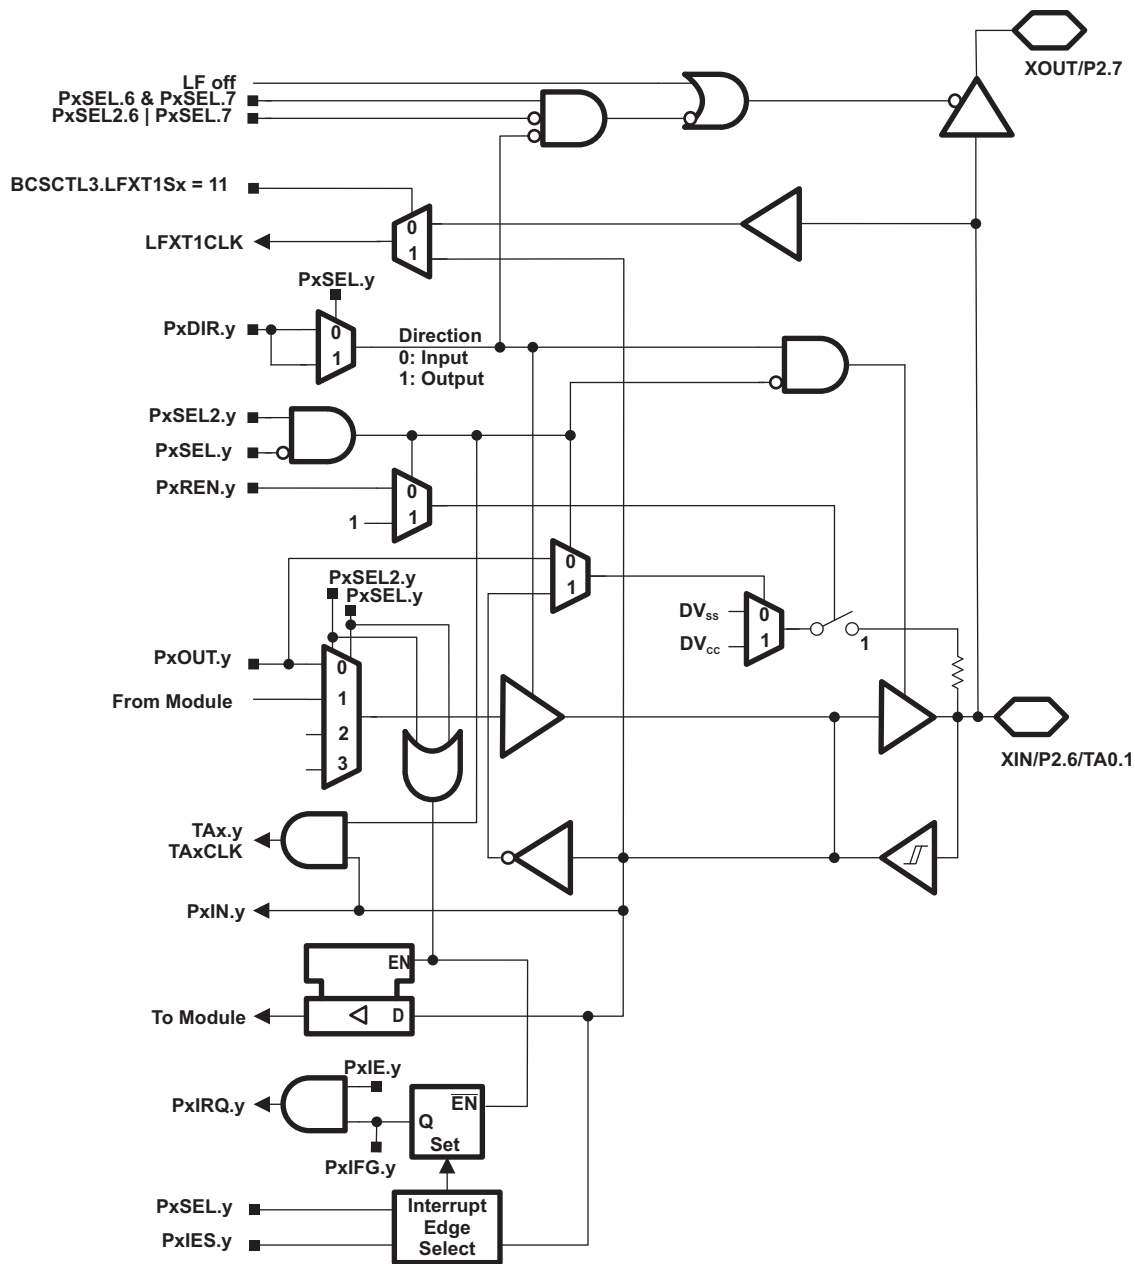 XOUT/P2.7
LF off
PxSEL.6 & PxSEL.7
PxSEL2.6 | PxSEL.7
BCSCTL3.LFXT1Sx = 11
0
LFXT1CLK
1
PxSEL.y
PxDIR.y
0
1
Direction
0: Input
1: Output
PxSEL2.y
PxSEL.y
PxREN.y
0
1
1
0
1
PxSEL2.y
PxSEL.y
DVss
0
DVcc
1
1
PxOUT.y
0
From Module
1
2
3
XIN/P2.6/TA0.1
TAx.y
TAxCLK
PxIN.y
EN
To Module
D
PxIE.y
PxIRQ.y
EN
Q
Set
PxIFG.y
PxSEL.y
PxIES.y
Interrupt
Edge
Select